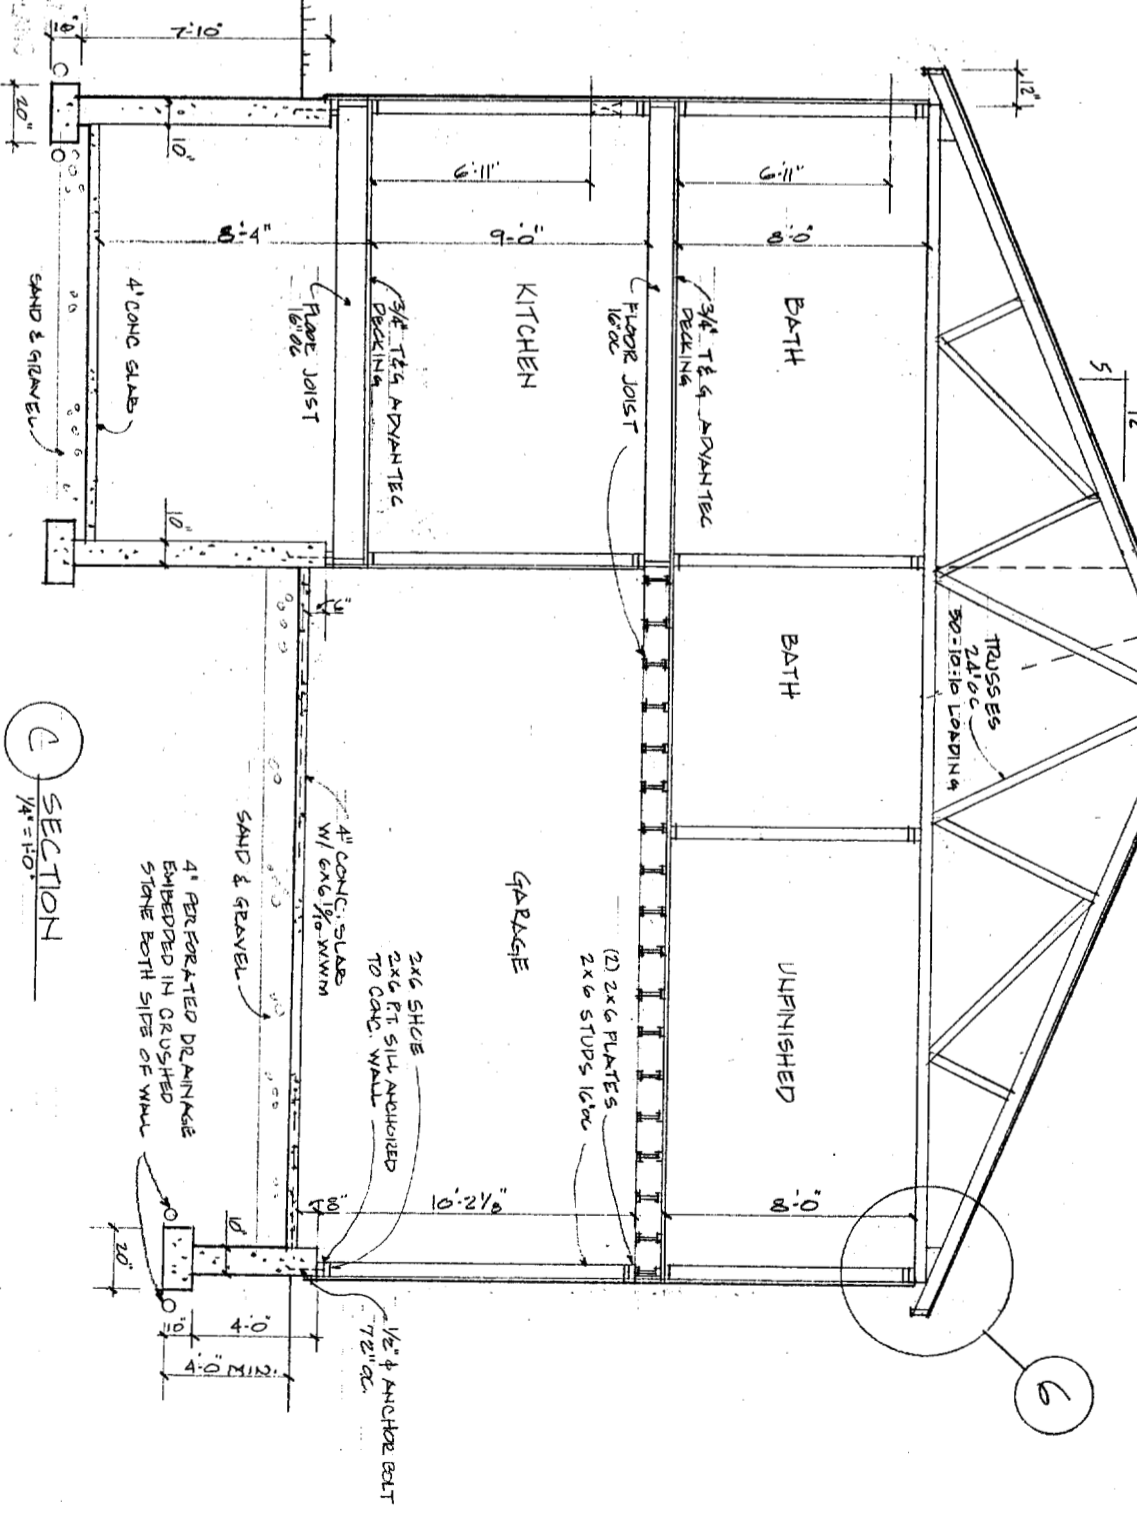 12"
12
5
TRUSSES
24"OC
50-10-10 LOADING
6
6'-11"
8'-0"
BATH
BATH
UNFINISHED
8'-0"
3/4" T&G ADVANTEC
DECKING
FLOOR JOIST
16"OC
6'-11"
9'-0"
KITCHEN
GARAGE
(2) 2x6 PLATES
2x6 STUDS 16"OC
10'-2 1/8"
3/4" T&G ADVANTEC
DECKING
FLOOR JOIST
16"OC
2x6 SHOE
2x6 P.T. SILL ANCHORED
TO CONC. WALL
8"
1/2" ϕ ANCHOR BOLT
72"OC.
7'-10"
10"
8'-4"
4" CONC SLAB
SAND & GRAVEL
10"
6"
4" CONC. SLAB
W/ 6x6 10/10 WWM
SAND & GRAVEL
4" PERFORATED DRAINAGE
EMBEDDED IN CRUSHED
STONE BOTH SIDE OF WALL
10"
20"
4'-0"
10"
4'-0" MIN.
20"
C
SECTION
1/4" = 1'-0"